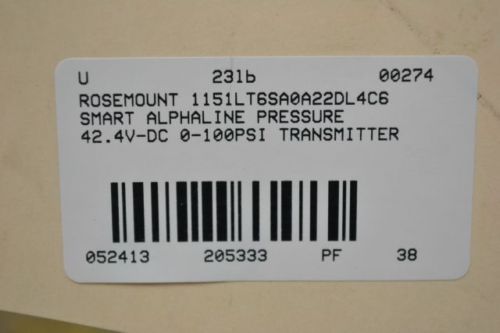 U 231b 00274
ROSEMOUNT 1151LT6SA0A22DL4C6
SMART ALPHALINE PRESSURE
42.4V-DC 0-100PSI TRANSMITTER
052413 205333 PF 38